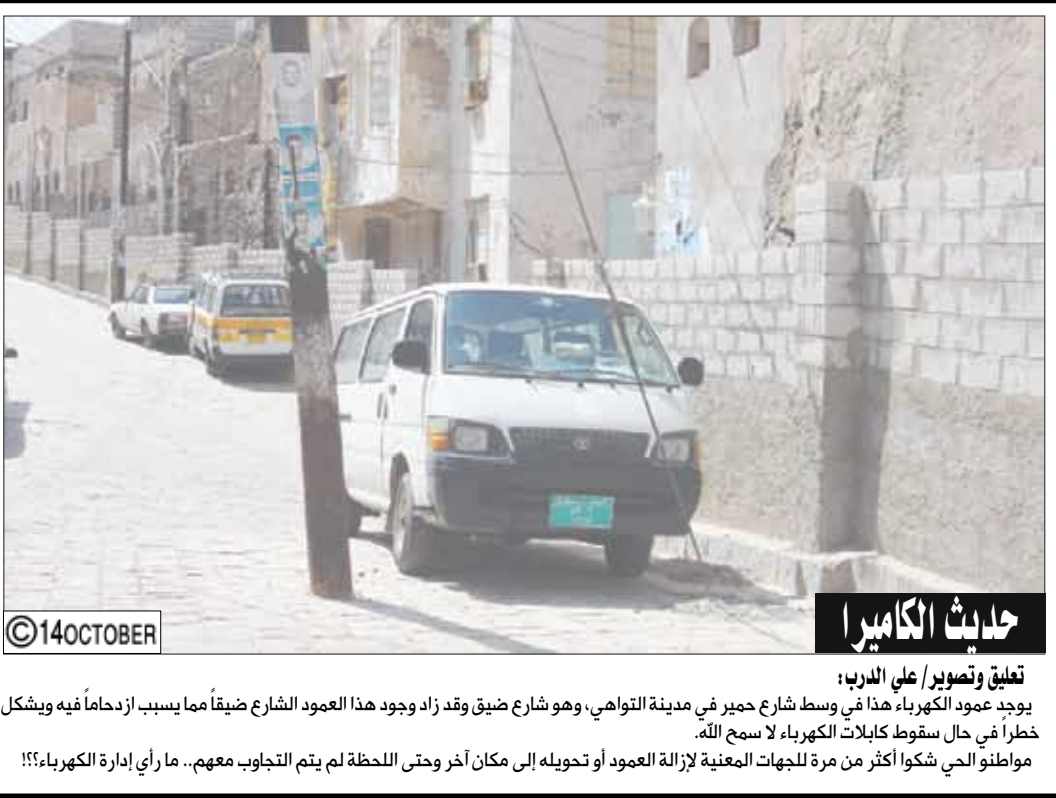 ©14OCTOBER
حديث الكاميرا
تعليق وتصوير/ علي الدرب:
يوجد عمود الكهرباء هذا في وسط شارع حمير في مدينة التواهي، وهو شارع ضيق وقد زاد وجود هذا العمود الشارع ضيقاً مما يسبب ازدحاماً فيه ويشكل
خطراً في حال سقوط كابلات الكهرباء لا سمح الله.
مواطنو الحي شكوا أكثر من مرة للجهات المعنية لإزالة العمود أو تحويله إلى مكان آخر وحتى اللحظة لم يتم التجاوب معهم.. ما رأي إدارة الكهرباء؟؟!